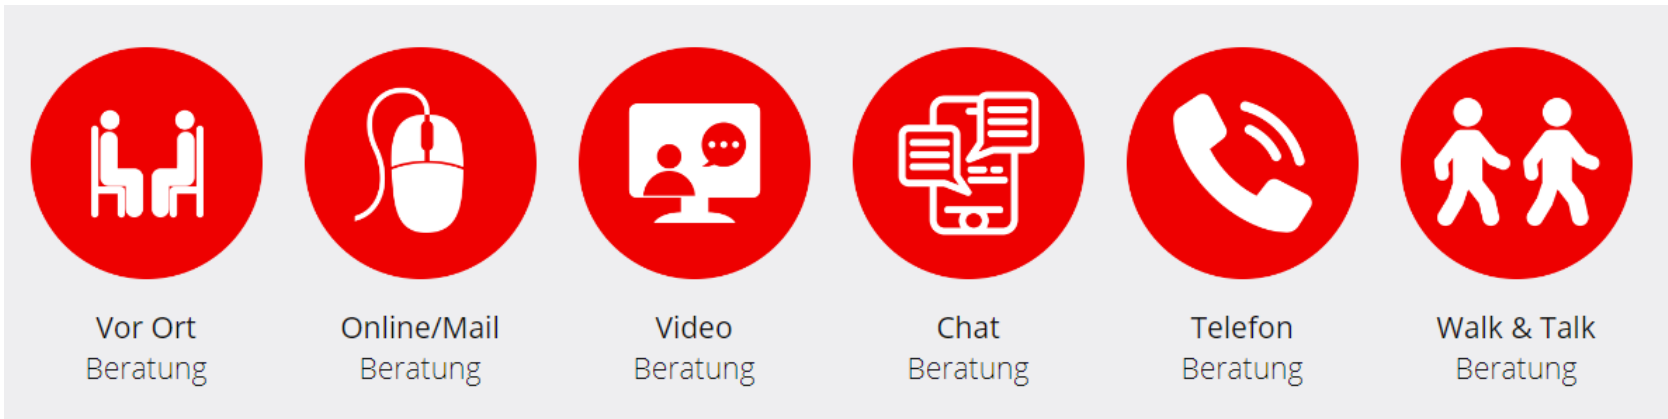 Vor Ort
Beratung
Online/Mail
Beratung
Video
Beratung
Chat
Beratung
Telefon
Beratung
Walk & Talk
Beratung